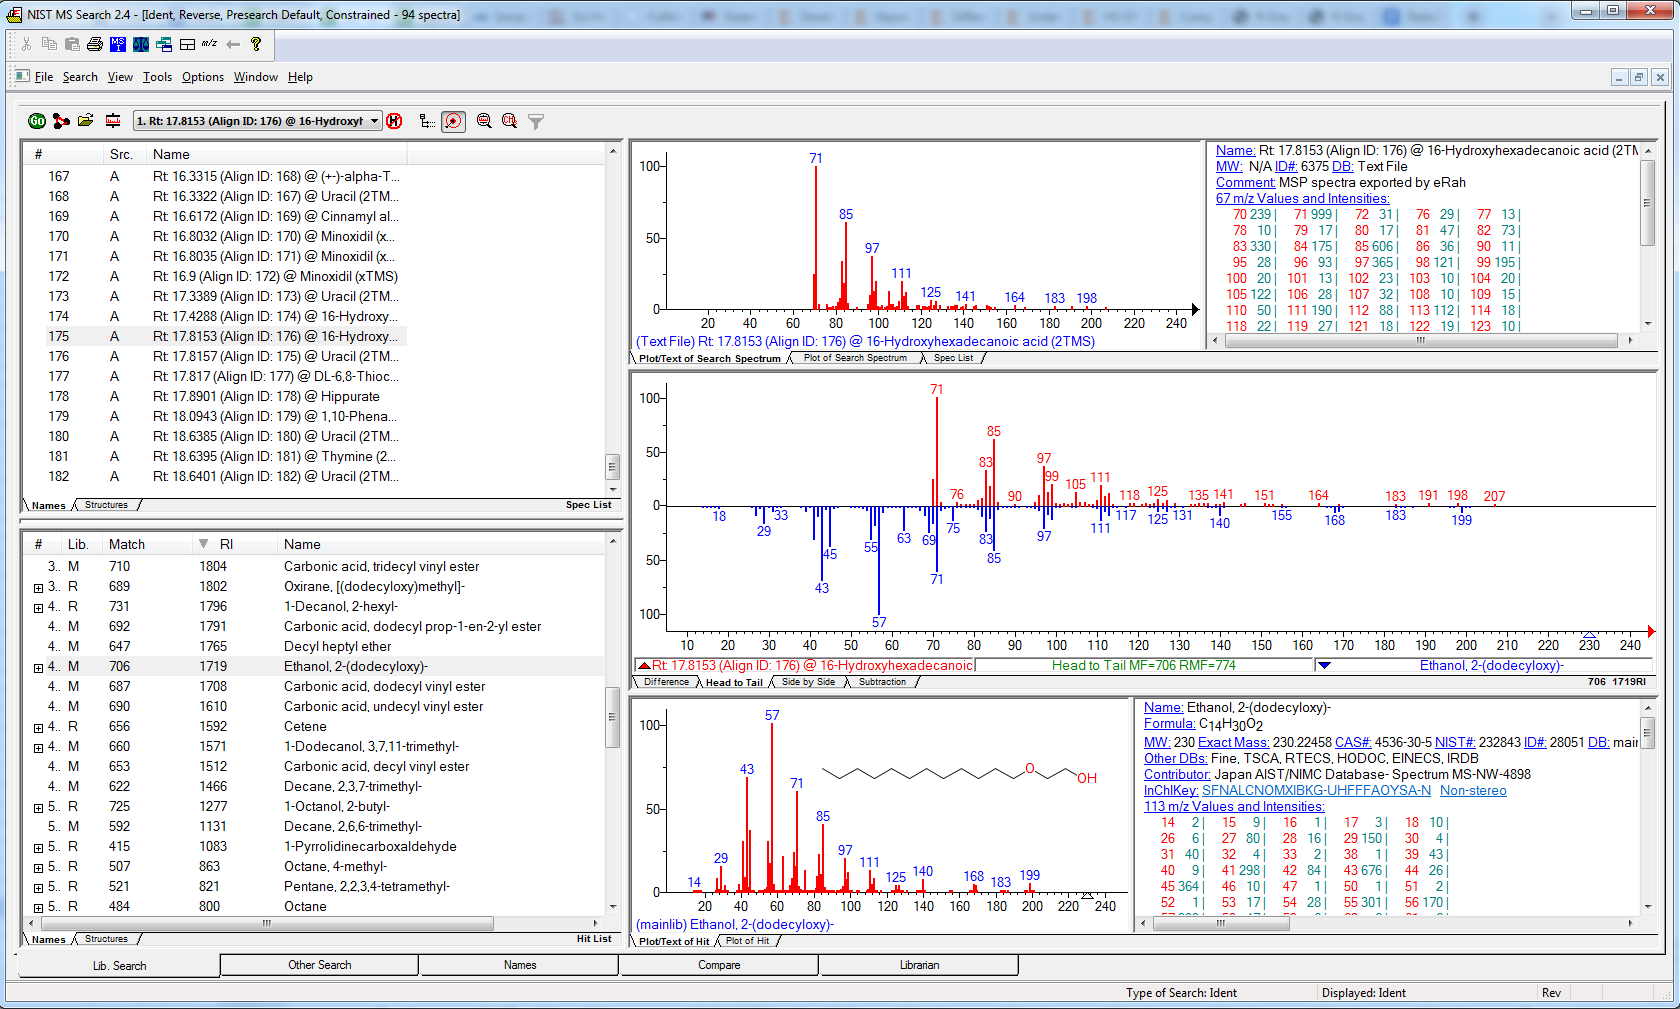 NIST MS Search 2.4 - [Ident, Reverse, Presearch Default, Constrained - 94 spectra]
m/z
File Search View Tools Options Window Help
GO
1. Rt: 17.8153 (Align ID: 176) @ 16-Hydroxyl
# Src. Name
167 A Rt: 16.3315 (Align ID: 168) @ (+-)-alpha-T...
168 A Rt: 16.3322 (Align ID: 167) @ Uracil (2TM...
169 A Rt: 16.6172 (Align ID: 169) @ Cinnamyl al...
170 A Rt: 16.8032 (Align ID: 170) @ Minoxidil (x...
171 A Rt: 16.8035 (Align ID: 171) @ Minoxidil (x...
172 A Rt: 16.9 (Align ID: 172) @ Minoxidil (xTMS)
173 A Rt: 17.3389 (Align ID: 173) @ Uracil (2TM...
174 A Rt: 17.4288 (Align ID: 174) @ 16-Hydroxy...
175 A Rt: 17.8153 (Align ID: 176) @ 16-Hydroxy...
176 A Rt: 17.8157 (Align ID: 175) @ Uracil (2TM...
177 A Rt: 17.817 (Align ID: 177) @ DL-6,8-Thioc...
178 A Rt: 17.8901 (Align ID: 178) @ Hippurate
179 A Rt: 18.0943 (Align ID: 179) @ 1,10-Phena...
180 A Rt: 18.6385 (Align ID: 180) @ Uracil (2TM...
181 A Rt: 18.6395 (Align ID: 181) @ Thymine (2...
182 A Rt: 18.6401 (Align ID: 182) @ Uracil (2TM...
Names Structures Spec List
# Lib. Match RI Name
3.. M 710 1804 Carbonic acid, tridecyl vinyl ester
3.. R 689 1802 Oxirane, [(dodecyloxy)methyl]-
4.. R 731 1796 1-Decanol, 2-hexyl-
4.. M 692 1791 Carbonic acid, dodecyl prop-1-en-2-yl ester
4.. M 647 1765 Decyl heptyl ether
4.. M 706 1719 Ethanol, 2-(dodecyloxy)-
4.. M 687 1708 Carbonic acid, dodecyl vinyl ester
4.. M 690 1610 Carbonic acid, undecyl vinyl ester
4.. R 656 1592 Cetene
4.. M 660 1571 1-Dodecanol, 3,7,11-trimethyl-
4.. M 653 1512 Carbonic acid, decyl vinyl ester
4.. M 622 1466 Decane, 2,3,7-trimethyl-
5.. R 725 1277 1-Octanol, 2-butyl-
5.. M 592 1131 Decane, 2,6,6-trimethyl-
5.. R 415 1083 1-Pyrrolidinecarboxaldehyde
5.. R 507 863 Octane, 4-methyl-
5.. R 521 821 Pentane, 2,2,3,4-tetramethyl-
5.. R 484 800 Octane
Names Structures Hit List
100 50 0
71 85 97 111 125 141 164 183 198
20 40 60 80 100 120 140 160 180 200 220 240
(Text File) Rt: 17.8153 (Align ID: 176) @ 16-Hydroxyhexadecanoic acid (2TMS)
Plot/Text of Search Spectrum Plot of Search Spectrum Spec List
Name: Rt: 17.8153 (Align ID: 176) @ 16-Hydroxyhexadecanoic acid (2TM
MW: N/A ID#: 6375 DB: Text File
Comment: MSP spectra exported by eRah
67 m/z Values and Intensities:
70 239 | 71 999 | 72 31 | 76 29 | 77 13 |
78 10 | 79 17 | 80 17 | 81 47 | 82 73 |
83 330 | 84 175 | 85 606 | 86 36 | 90 11 |
95 28 | 96 93 | 97 365 | 98 121 | 99 195 |
100 20 | 101 13 | 102 23 | 103 10 | 104 20 |
105 122 | 106 28 | 107 32 | 108 10 | 109 15 |
110 50 | 111 190 | 112 88 | 113 112 | 114 18 |
118 22 | 119 27 | 121 18 | 122 19 | 123 10 |
100 50 0 50 100
71 85 83 97 99 76 90 105 111 118 125 135 141 151 164 183 191 198 207
18 29 33 43 45 55 57 63 69 71 75 83 85 97 111 117 125 131 140 155 168 183 199
10 20 30 40 50 60 70 80 90 100 110 120 130 140 150 160 170 180 190 200 210 220 230 240
Rt: 17.8153 (Align ID: 176) @ 16-Hydroxyhexadecanoic Head to Tail MF=706 RMF=774 Ethanol, 2-(dodecyloxy)-
Difference Head to Tail Side by Side Subtraction 706 1719RI
100 50 0
14 29 43 57 71 85 97 111 125 140 168 183 199
O OH
20 40 60 80 100 120 140 160 180 200 220 240
(mainlib) Ethanol, 2-(dodecyloxy)-
Plot/Text of Hit Plot of Hit
Name: Ethanol, 2-(dodecyloxy)-
Formula: C14H30O2
MW: 230 Exact Mass: 230.22458 CAS#: 4536-30-5 NIST#: 232843 ID#: 28051 DB: mai
Other DBs: Fine, TSCA, RTECS, HODOC, EINECS, IRDB
Contributor: Japan AIST/NIMC Database- Spectrum MS-NW-4898
InChIKey: SFNALCNOMXIBKG-UHFFFAOYSA-N Non-stereo
113 m/z Values and Intensities:
14 2 | 15 9 | 16 1 | 17 3 | 18 10 |
26 6 | 27 80 | 28 16 | 29 150 | 30 4 |
31 40 | 32 4 | 33 2 | 38 1 | 39 43 |
40 9 | 41 298 | 42 84 | 43 676 | 44 26 |
45 364 | 46 10 | 47 1 | 50 1 | 51 2 |
52 1 | 53 17 | 54 28 | 55 301 | 56 170 |
Lib. Search Other Search Names Compare Librarian
Type of Search: Ident Displayed: Ident Rev